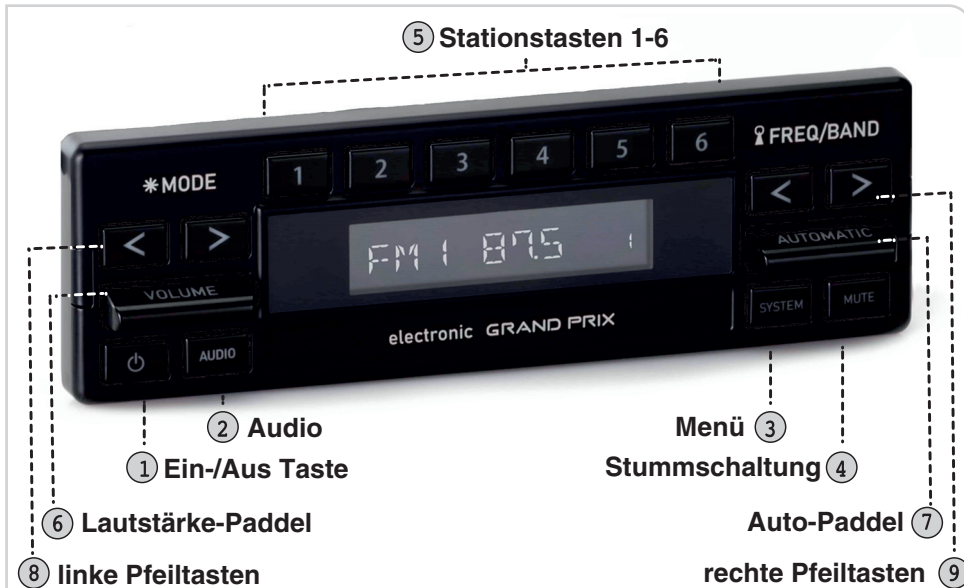 5 Stationstasten 1-6
FREQ/BAND
MODE
1 2 3 4 5 6
< > < >
AUTOMATIC
FM1 87.5 1
VOLUME
SYSTEM MUTE
electronic GRAND PRIX
AUDIO
2 Audio
Menü 3
1 Ein-/Aus Taste
Stummschaltung 4
6 Lautstärke-Paddel
Auto-Paddel 7
8 linke Pfeiltasten
rechte Pfeiltasten 9